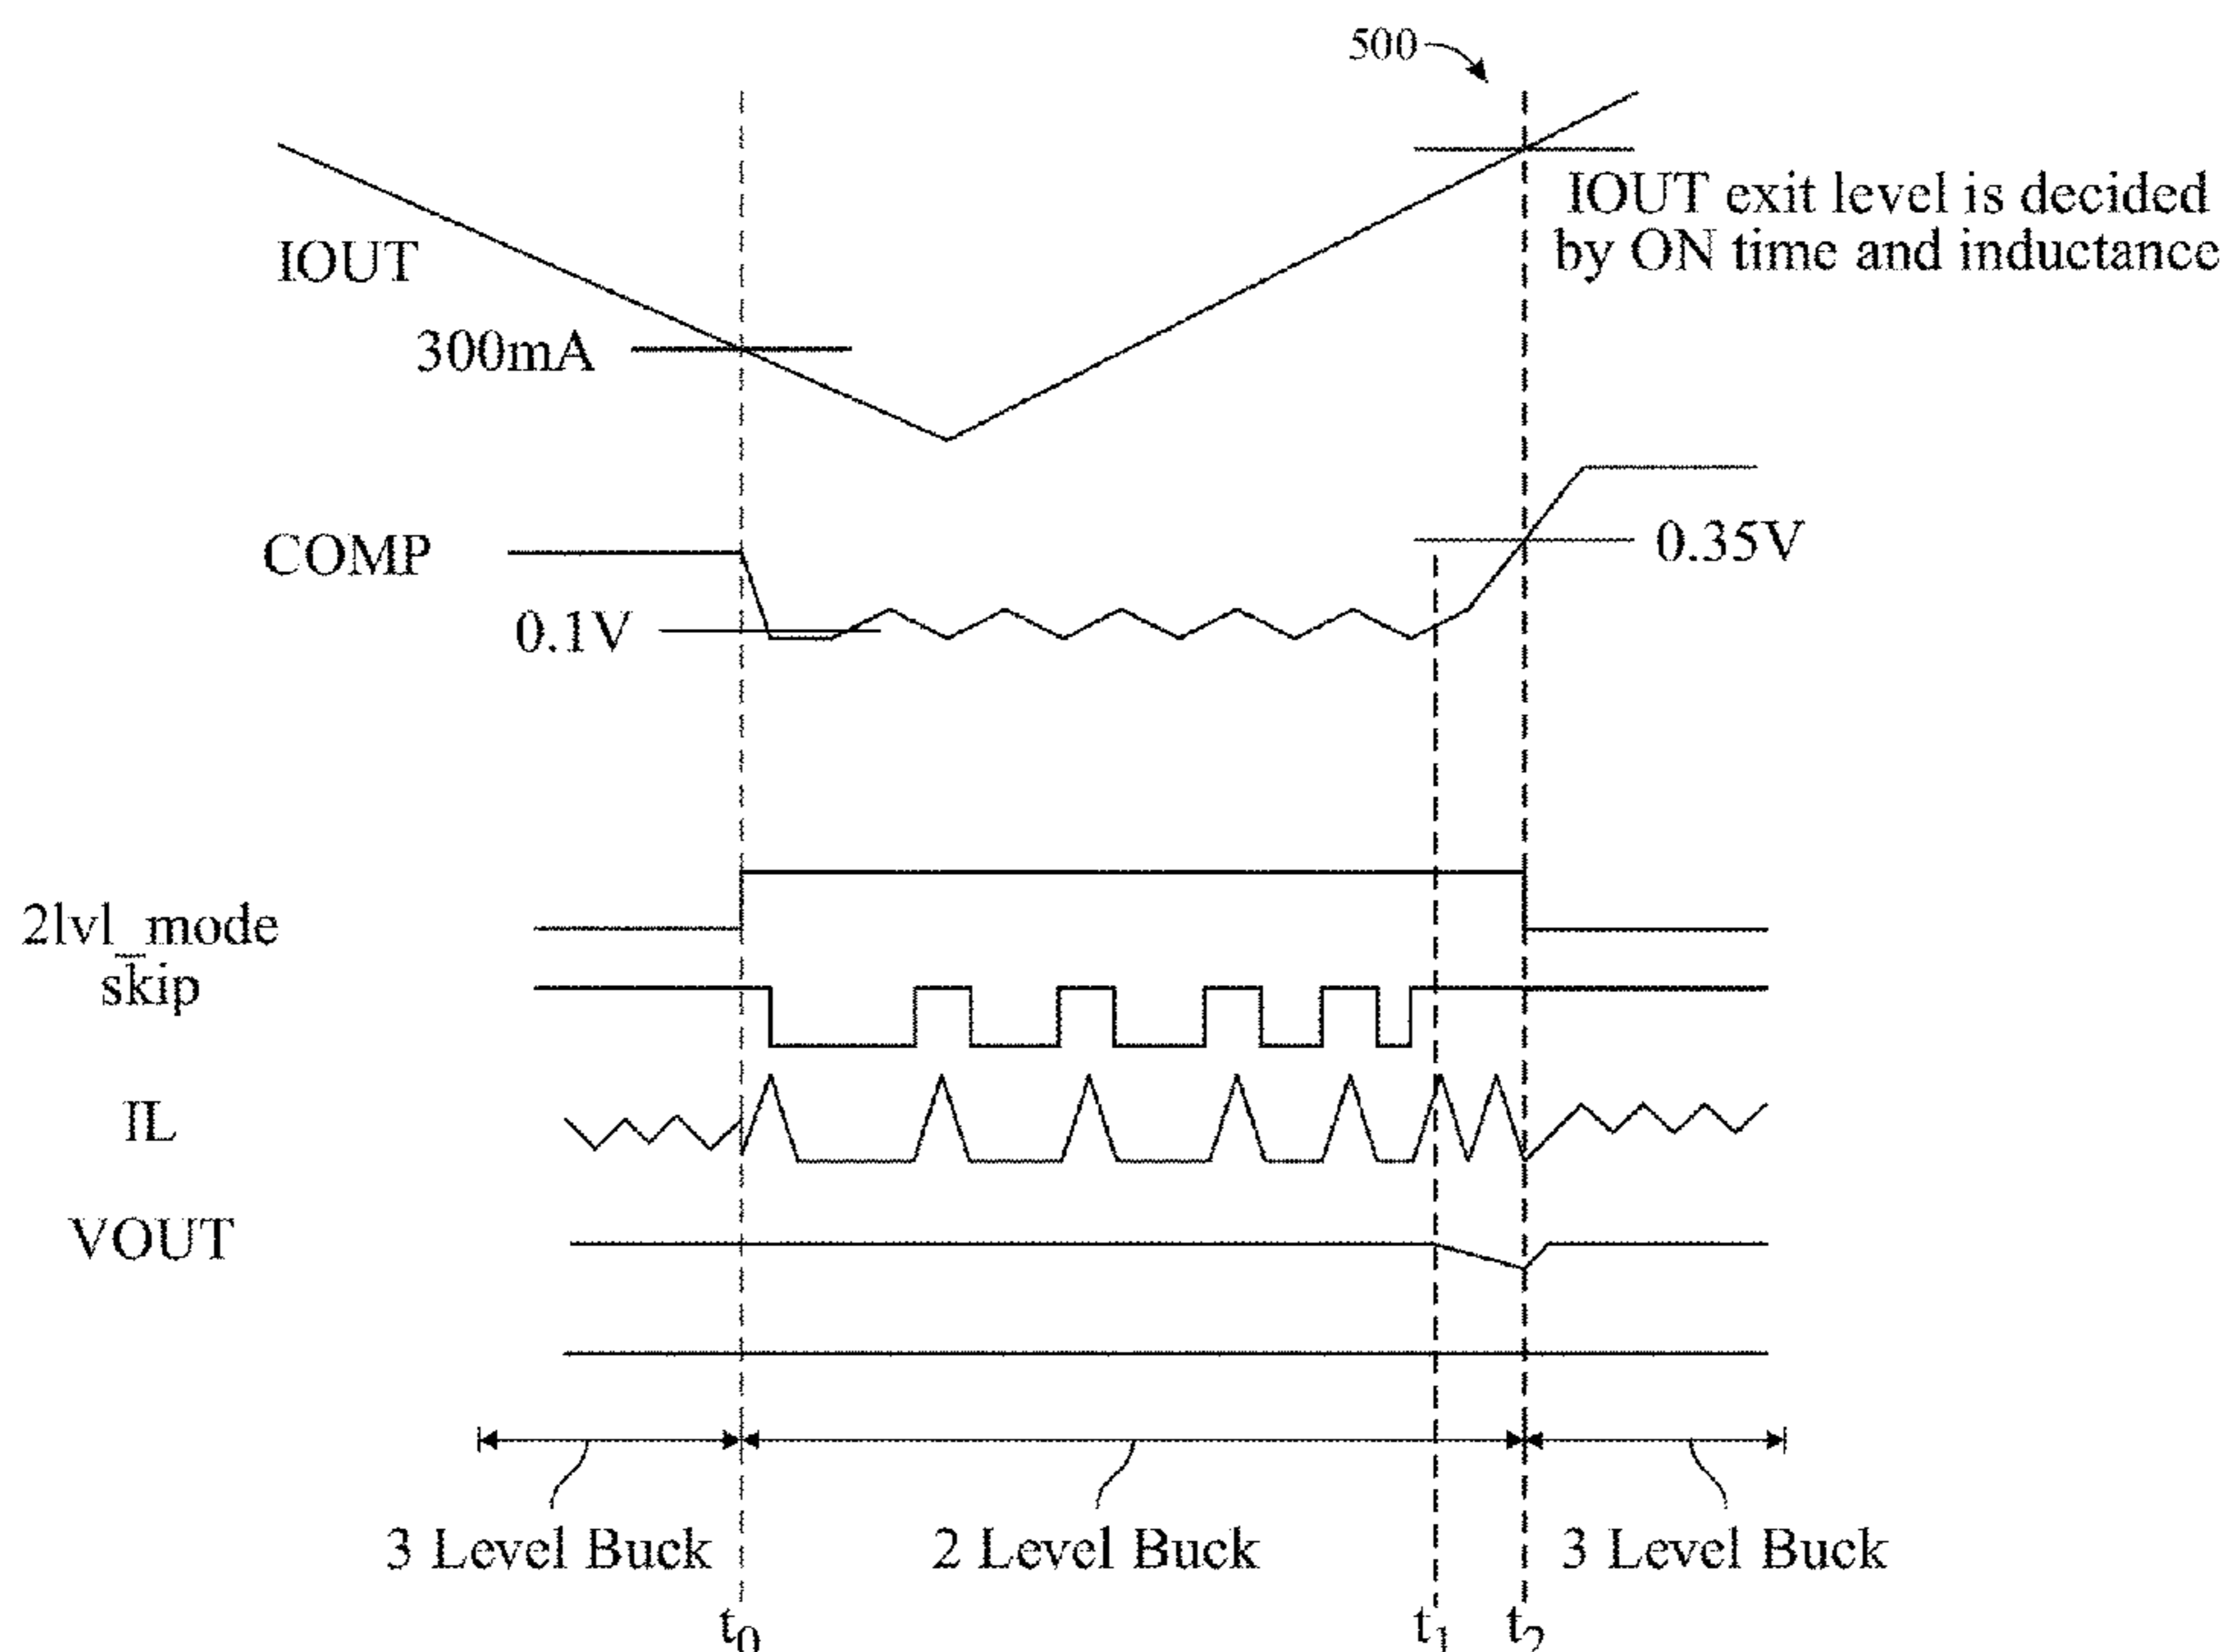 500
IOUT exit level is decided
by ON time and inductance
IOUT
300mA
COMP
0.35V
0.1V
2lvl_mode
skip
IL
VOUT
3 Level Buck
2 Level Buck
3 Level Buck
t0
t1
t2